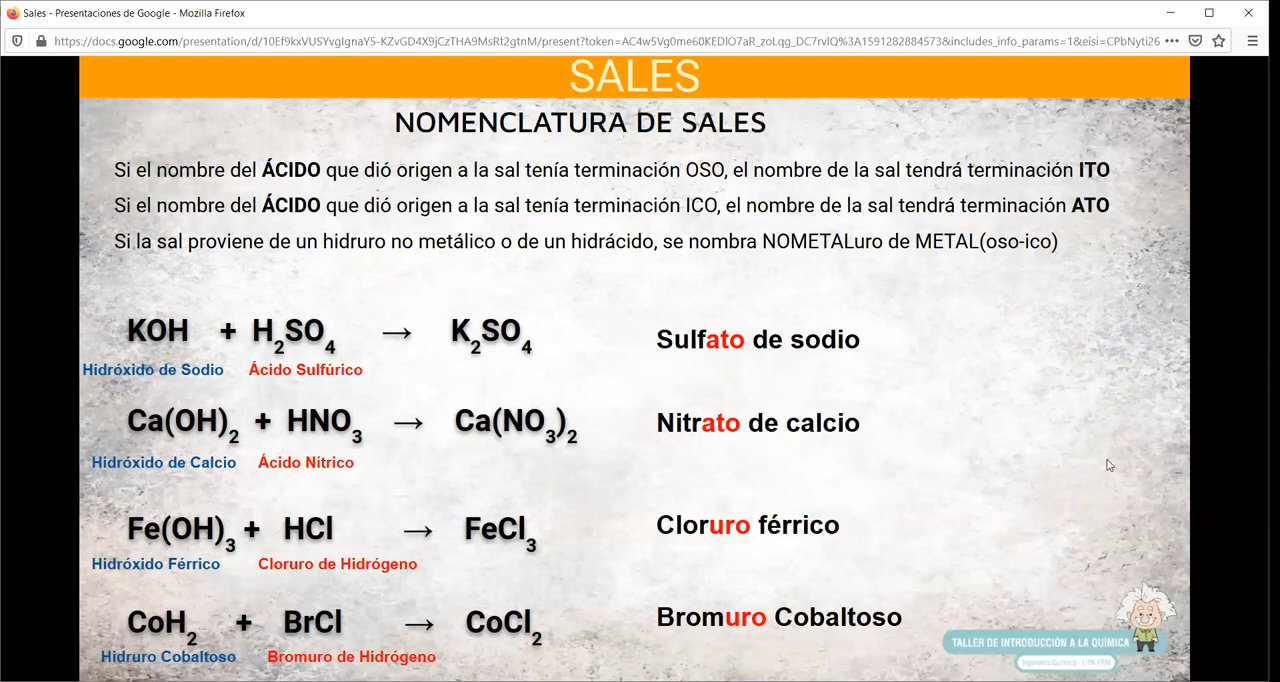 Sales - Presentaciones de Google - Mozilla Firefox
https://docs.google.com/presentation/d/10Ef9kxVUSYvgIgnaY5-KZvGD4X9jCzTHA9MsRt2gtnM/present?token=AC4w5Vg0me60KEDlO7aR_zoLqg_DC7rvlQ%3A1591282884573&includes_info_params=1&eisi=CPbNyti26
SALES
NOMENCLATURA DE SALES
Si el nombre del ÁCIDO que dió origen a la sal tenía terminación OSO, el nombre de la sal tendrá terminación ITO
Si el nombre del ÁCIDO que dió origen a la sal tenía terminación ICO, el nombre de la sal tendrá terminación ATO
Si la sal proviene de un hidruro no metálico o de un hidrácido, se nombra NOMETALuro de METAL(oso-ico)
KOH + H₂SO₄ → K₂SO₄ Sulfato de sodio
Hidróxido de Sodio Ácido Sulfúrico
Ca(OH)₂ + HNO₃ → Ca(NO₃)₂ Nitrato de calcio
Hidróxido de Calcio Ácido Nítrico
Fe(OH)₃ + HCl → FeCl₃ Cloruro férrico
Hidróxido Férrico Cloruro de Hidrógeno
CoH₂ + BrCl → CoCl₂ Bromuro Cobaltoso
Hidruro Cobaltoso Bromuro de Hidrógeno
TALLER DE INTRODUCCIÓN A LA QUÍMICA
Ingeniería Química - UTN FRM